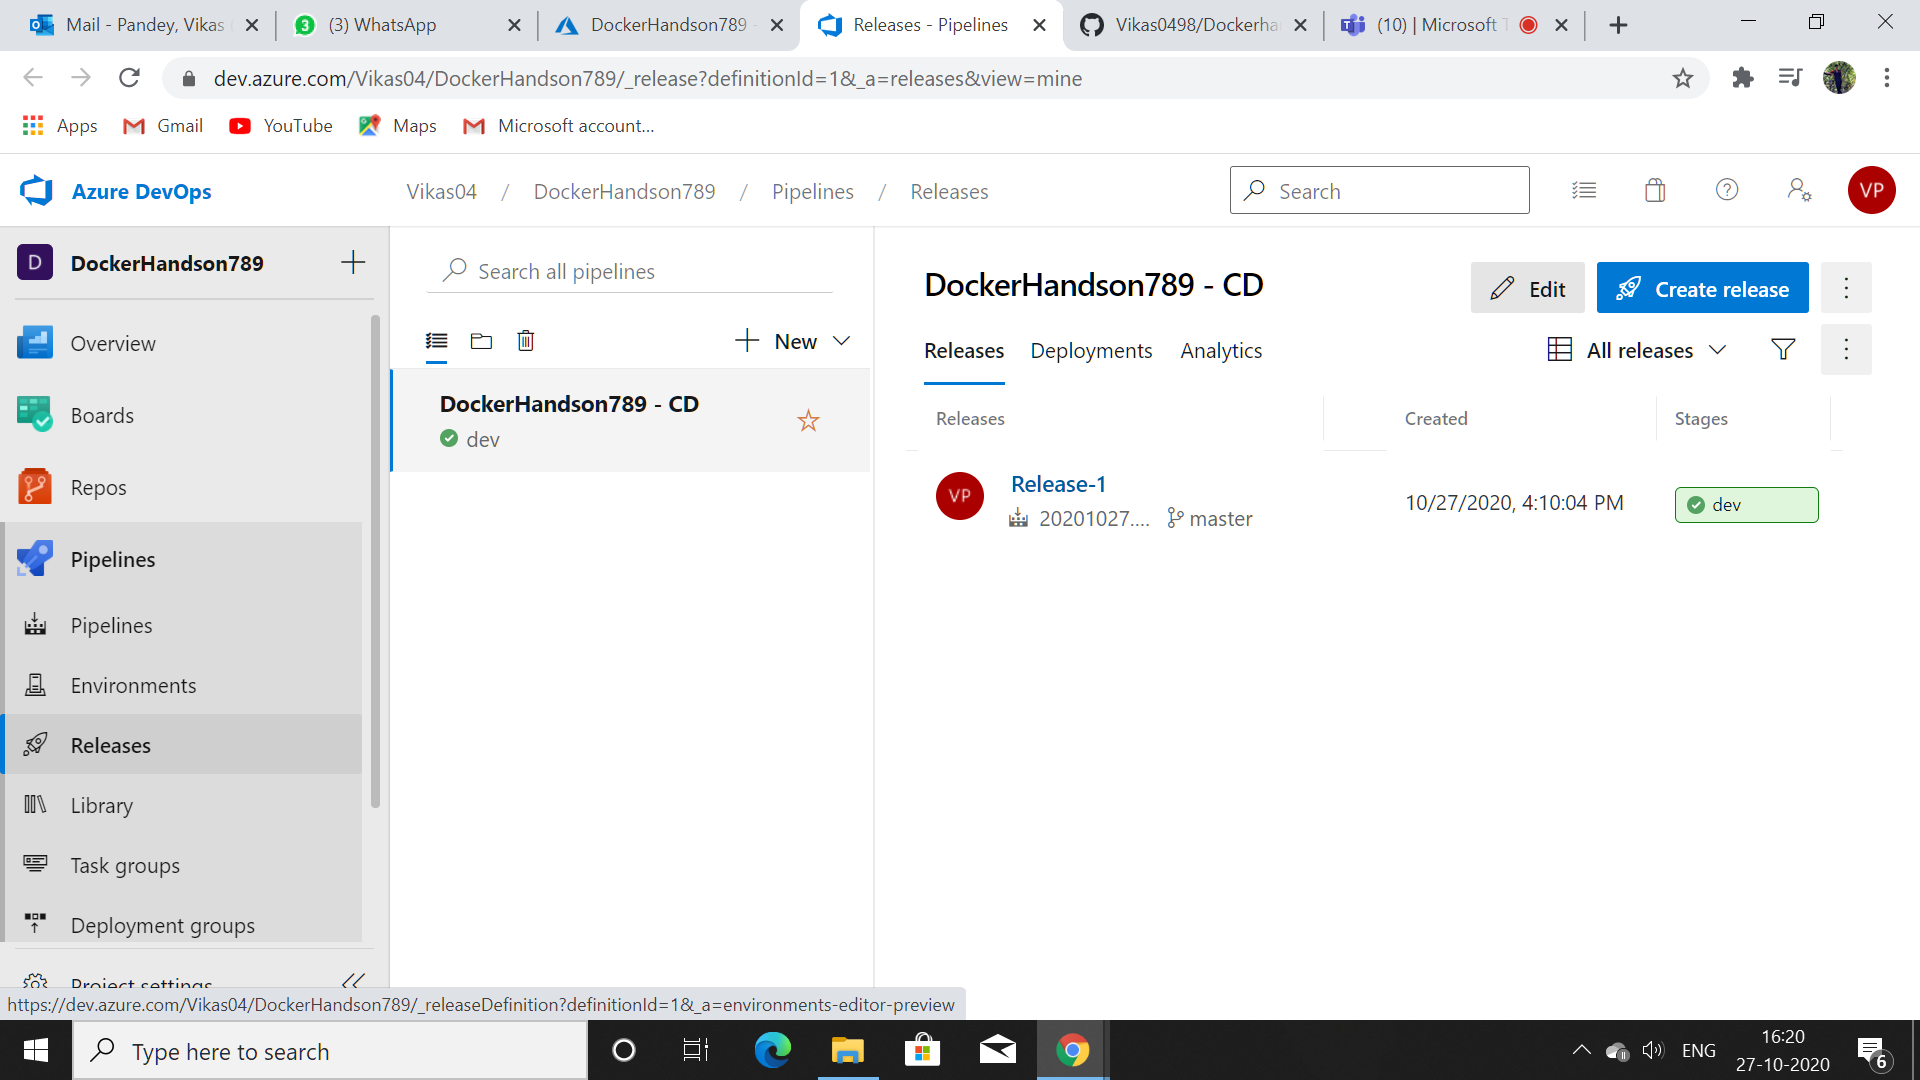 Mail - Pandey, Vikas
(3) WhatsApp
DockerHandson789 -
Releases - Pipelines
Vikas0498/Dockerha
(10) | Microsoft T
dev.azure.com/Vikas04/DockerHandson789/_release?definitionId=1&_a=releases&view=mine
Apps
Gmail
YouTube
Maps
Microsoft account...
Azure DevOps
Vikas04 / DockerHandson789 / Pipelines / Releases
Search
VP
D
DockerHandson789
Overview
Boards
Repos
Pipelines
Pipelines
Environments
Releases
Library
Task groups
Deployment groups
Project settings
Search all pipelines
New
DockerHandson789 - CD
dev
DockerHandson789 - CD
Edit
Create release
Releases
Deployments
Analytics
All releases
Releases
Created
Stages
VP
Release-1
20201027....
master
10/27/2020, 4:10:04 PM
dev
https://dev.azure.com/Vikas04/DockerHandson789/_releaseDefinition?definitionId=1&_a=environments-editor-preview
Type here to search
ENG
16:20
27-10-2020
6